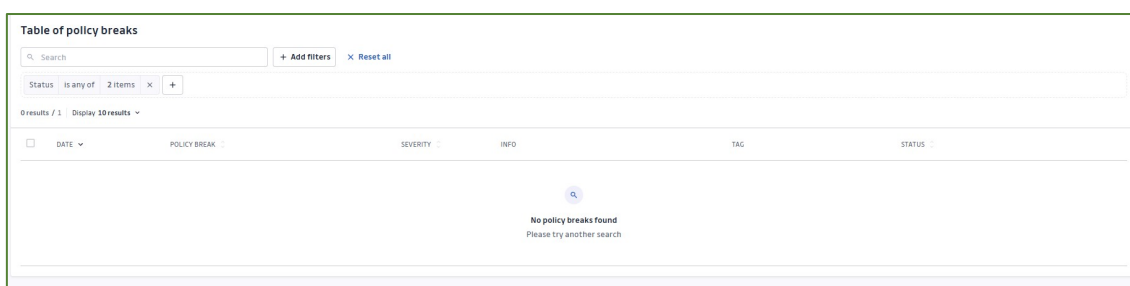 Table of policy breaks
Search
+ Add filters × Reset all
Status is any of 2 items × +
0 results / 1 Display 10 results
DATE POLICY BREAK SEVERITY INFO TAG STATUS
No policy breaks found
Please try another search